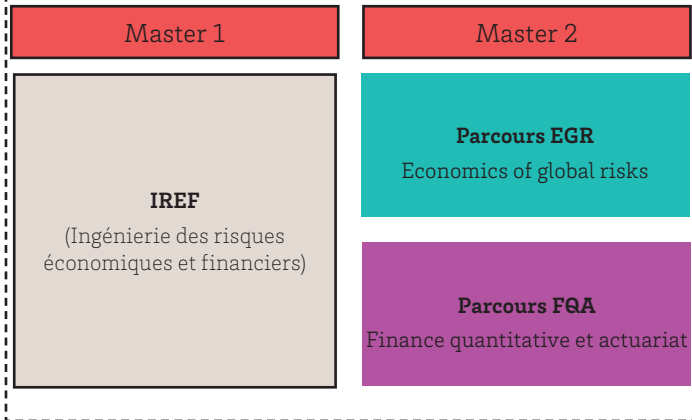 Master 1
Master 2
IREF
(Ingénierie des risques
économiques et financiers)
Parcours EGR
Economics of global risks
Parcours FQA
Finance quantitative et actuariat